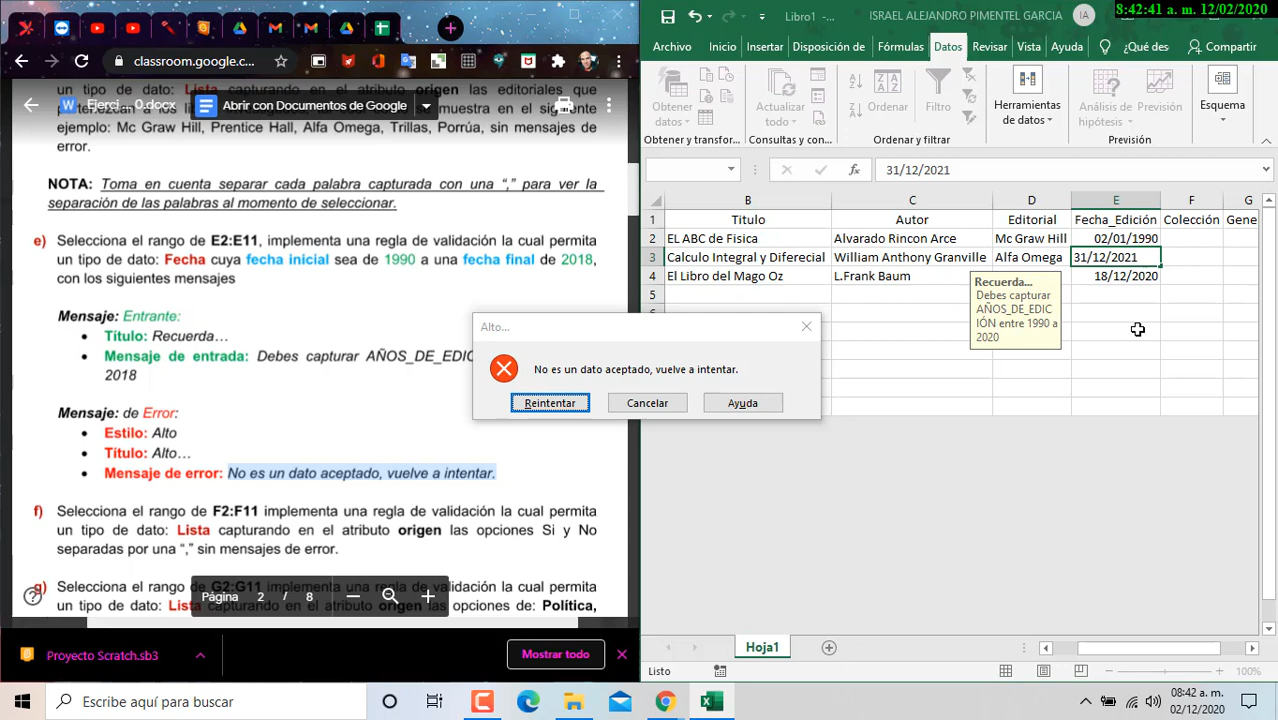 classroom.google.c...
Ejerci ... 0.docx
Abrir con Documentos de Google
un tipo de dato: Lista capturando en el atributo origen las editoriales que
ejemplo: Mc Graw Hill, Prentice Hall, Alfa Omega, Trillas, Porrúa, sin mensajes de
error.
NOTA: Toma en cuenta separar cada palabra capturada con una “,” para ver la
separación de las palabras al momento de seleccionar.
e) Selecciona el rango de E2:E11, implementa una regla de validación la cual permita
un tipo de dato: Fecha cuya fecha inicial sea de 1990 a una fecha final de 2018,
con los siguientes mensajes
Mensaje: Entrante:
Título: Recuerda…
Mensaje de entrada: Debes capturar AÑOS_DE_EDIC
2018
Mensaje: de Error:
Estilo: Alto
Título: Alto…
Mensaje de error: No es un dato aceptado, vuelve a intentar.
f) Selecciona el rango de F2:F11 implementa una regla de validación la cual permita
un tipo de dato: Lista capturando en el atributo origen las opciones Si y No
separadas por una “,” sin mensajes de error.
g) Selecciona el rango de G2:G11 implementa una regla de validación la cual permita
un tipo de dato: Lista capturando en el atributo origen las opciones de: Política,
Página 2 / 8
Proyecto Scratch.sb3
Mostrar todo
Libro1 -...
ISRAEL ALEJANDRO PIMENTEL GARCIA
IA
8:42:41 a. m. 12/02/2020
Archivo Inicio Insertar Disposición de Fórmulas Datos Revisar Vista Ayuda ¿Qué des Compartir
Obtener
datos
Actualizar
todo
Ordenar
Filtro
Herramientas
de datos
Análisis de
hipótesis
Previsión
Esquema
Obtener y transfor...
Consultas y co...
Ordenar y filtrar
Previsión
31/12/2021
B C D E F G
1 Titulo Autor Editorial Fecha_Edición Colección Gene
2 EL ABC de Fisica Alvarado Rincon Arce Mc Graw Hill 02/01/1990
3 Calculo Integral y Diferecial William Anthony Granville Alfa Omega 31/12/2021
4 El Libro del Mago Oz L.Frank Baum 18/12/2020
5
Recuerda...
Debes capturar
AÑOS_DE_EDIC
IÓN entre 1990 a
2020
Alto...
No es un dato aceptado, vuelve a intentar.
Reintentar
Cancelar
Ayuda
Hoja1
Listo
100%
Escribe aquí para buscar
08:42 a. m.
02/12/2020